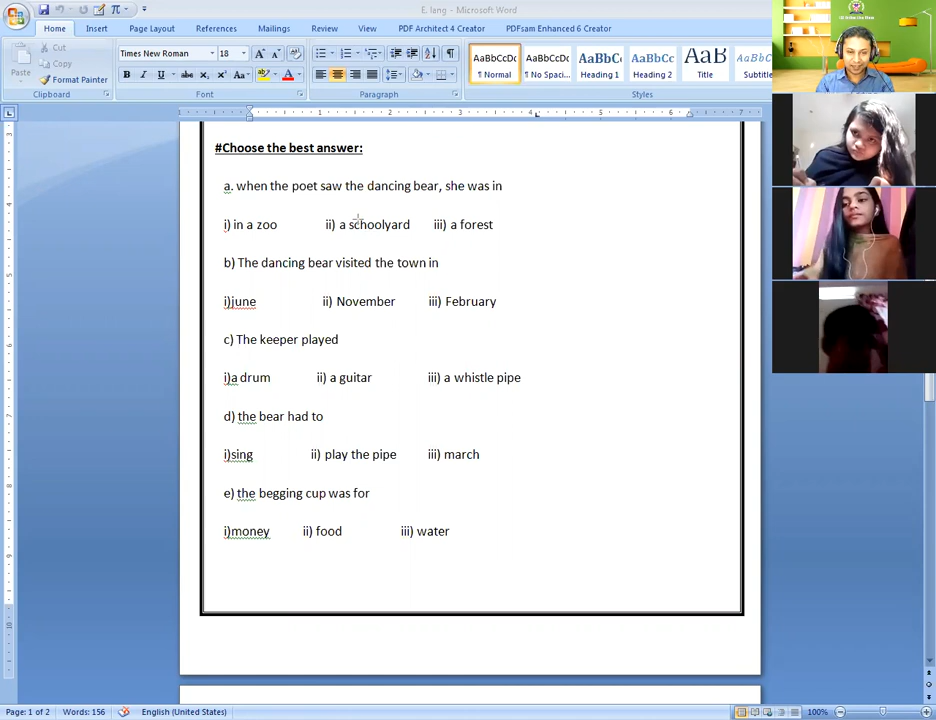 E. lang - Microsoft Word
Home Insert Page Layout References Mailings Review View PDF Architect 4 Creator PDFsam Enhanced 6 Creator
Cut
Copy
Paste
Format Painter
Times New Roman 18
AaBbCcDc AaBbCcDc AaBbC AaBbCc AaB AaBbCc
¶ Normal ¶ No Spaci... Heading 1 Heading 2 Title Subtitle
Clipboard Font Paragraph Styles
#Choose the best answer:
a. when the poet saw the dancing bear, she was in
i) in a zoo ii) a schoolyard iii) a forest
b) The dancing bear visited the town in
i)june ii) November iii) February
c) The keeper played
i)a drum ii) a guitar iii) a whistle pipe
d) the bear had to
i)sing ii) play the pipe iii) march
e) the begging cup was for
i)money ii) food iii) water
Page: 1 of 2 Words: 156 English (United States) 100%